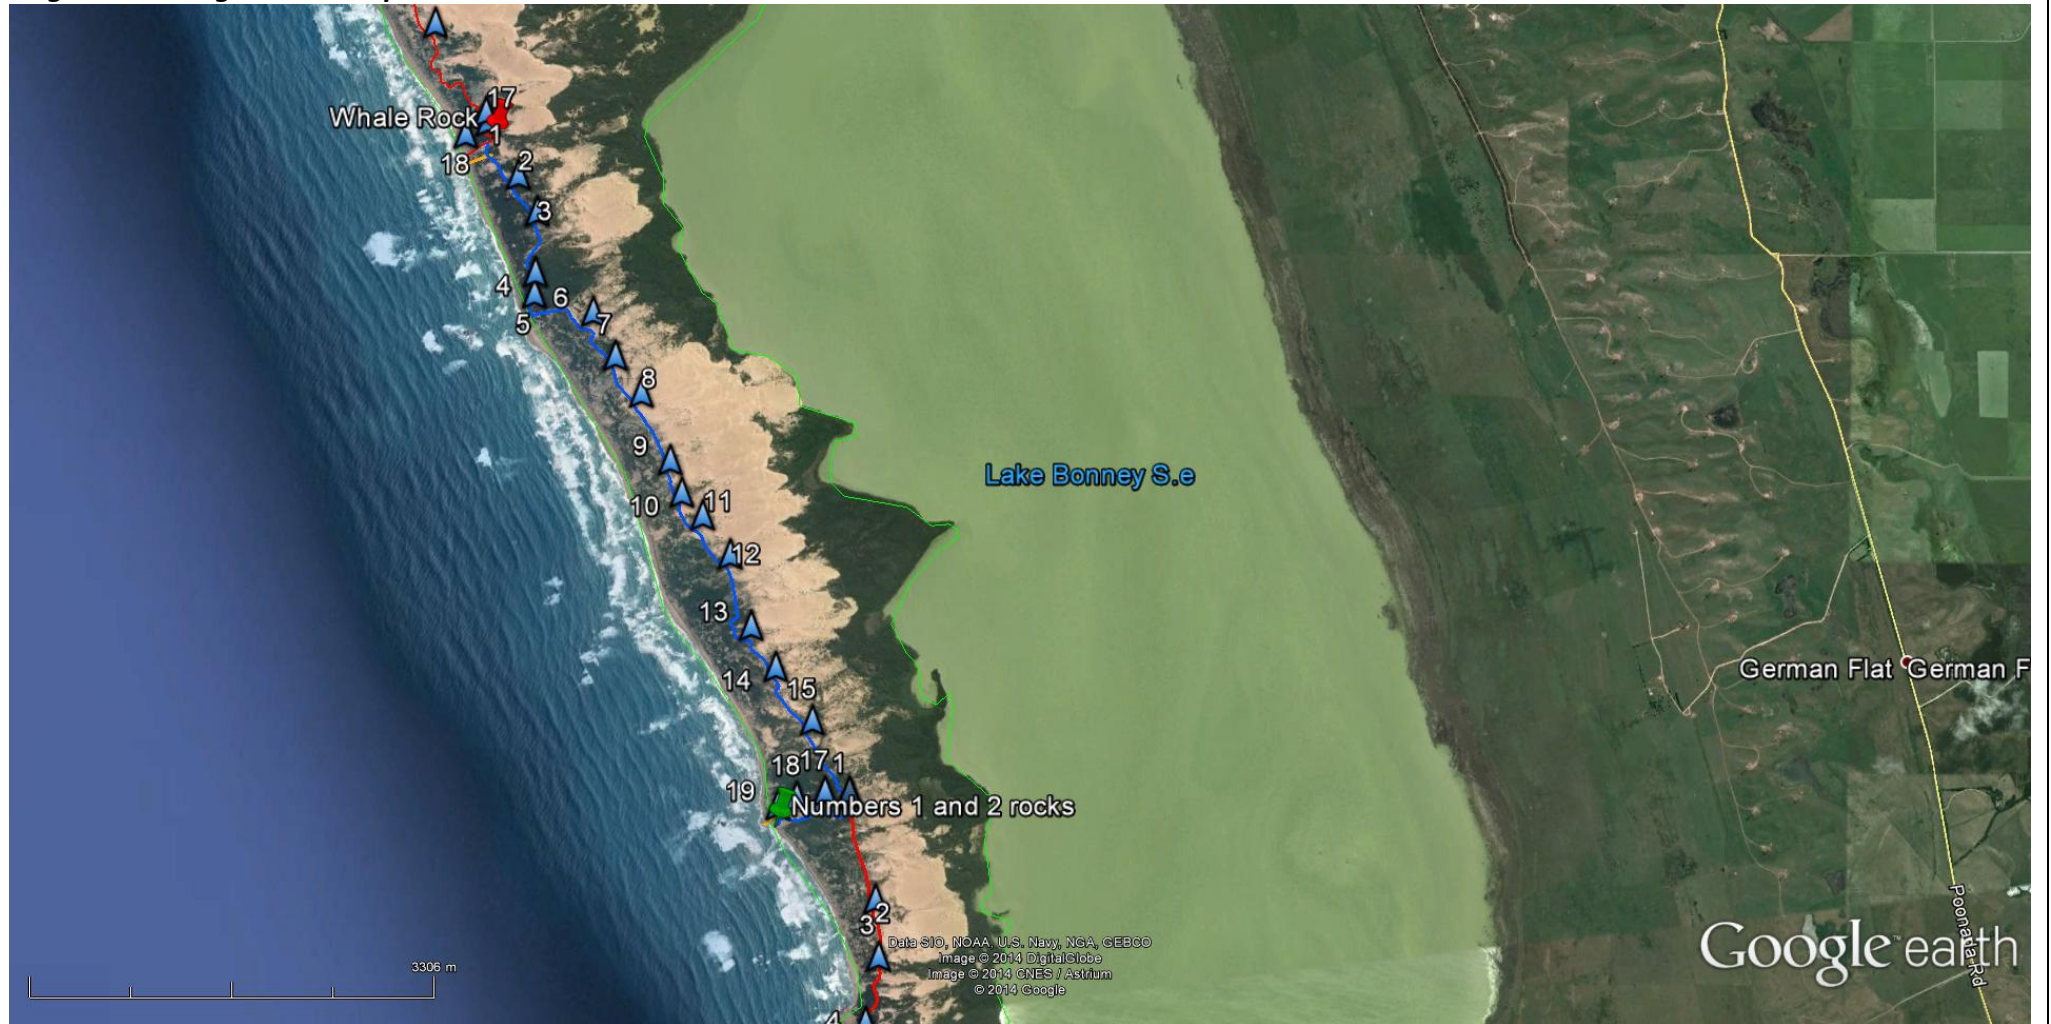 17
Whale Rock
1
18
2
3
4
6
5
7
8
9
10
11
12
13
14
15
18 17 1
19
Numbers 1 and 2 rocks
2
3
4
Lake Bonney S.e
German Flat German F
Poonada Rd
3306 m
Data SIO, NOAA, U.S. Navy, NGA, GEBCO
Image © 2014 DigitalGlobe
Image © 2014 CNES / Astrium
© 2014 Google
Google earth